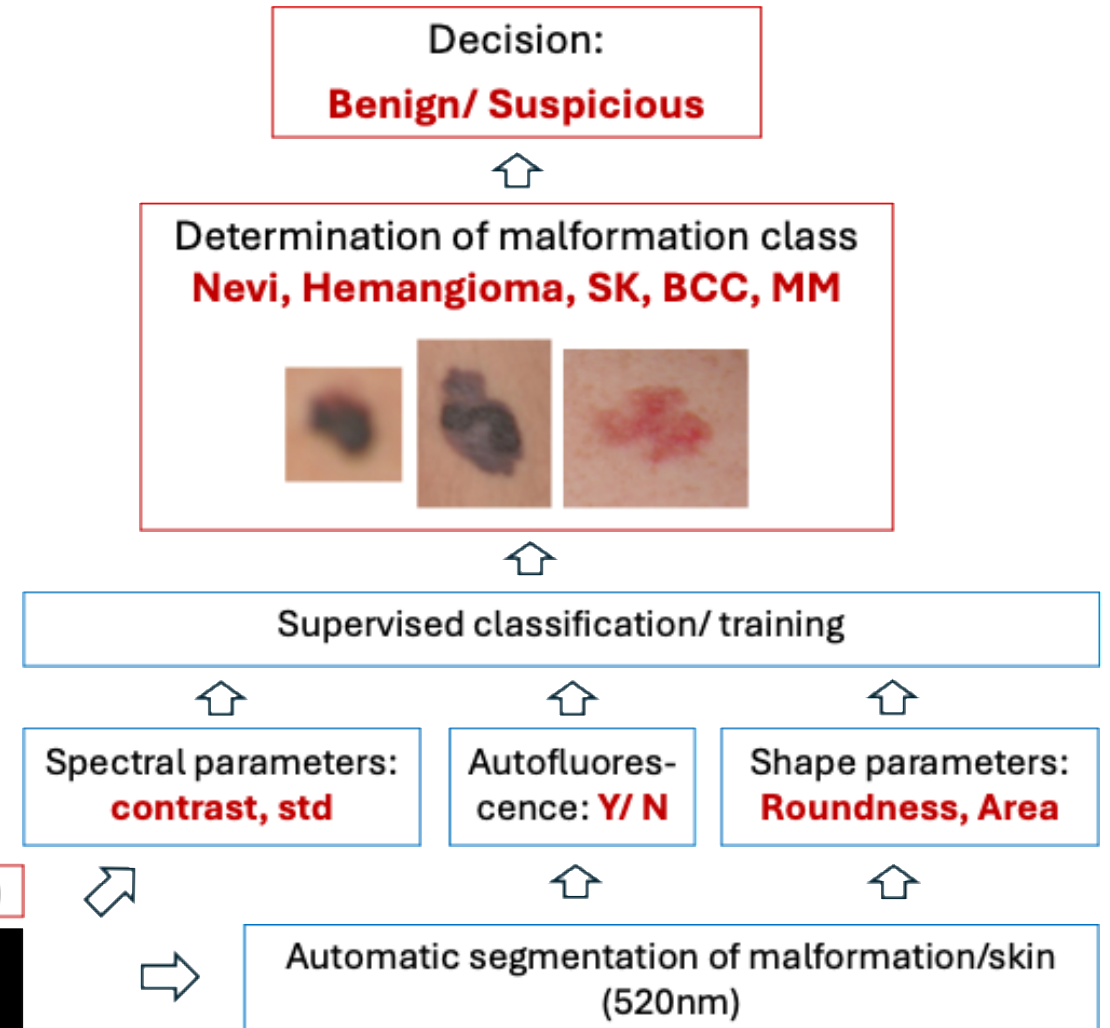 Decision:
Benign/ Suspicious
Determination of malformation class
Nevi, Hemangioma, SK, BCC, MM
Supervised classification/ training
Spectral parameters:
contrast, std
Autofluores-
cence: Y/ N
Shape parameters:
Roundness, Area
)
Automatic segmentation of malformation/skin
(520nm)